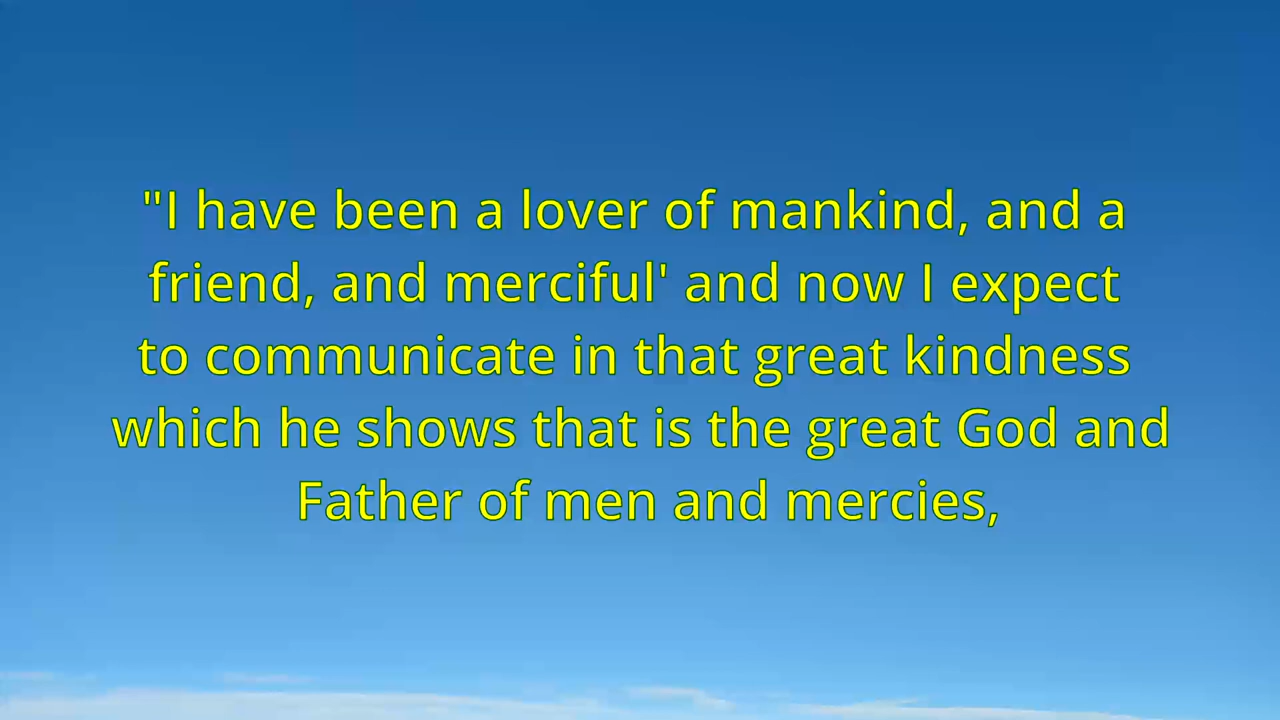 "I have been a lover of mankind, and a
friend, and merciful' and now I expect
to communicate in that great kindness
which he shows that is the great God and
Father of men and mercies,